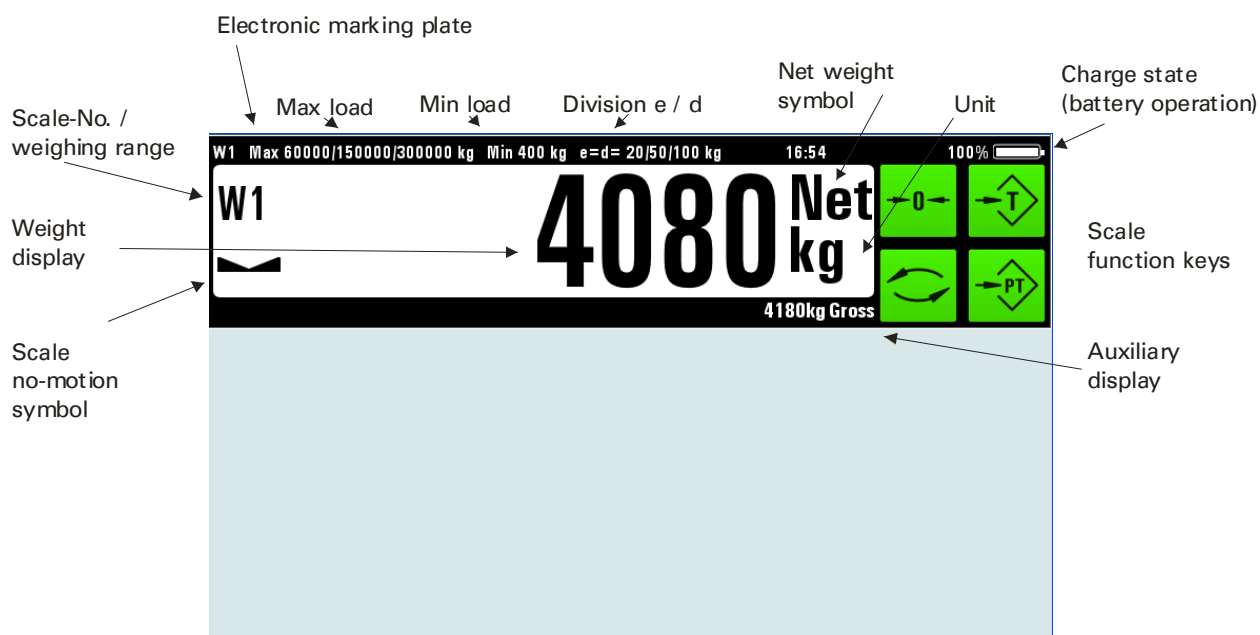 Electronic marking plate
Net weight
symbol
Charge state
(battery operation)
Max load
Min load
Division e / d
Unit
Scale-No. /
weighing range
W1 Max 60000/150000/300000 kg Min 400 kg e=d= 20/50/100 kg 16:54 100%
W1
4080
Net
kg
→0←
→T
Weight
display
Scale
function keys
→PT
4180kg Gross
Scale
no-motion
symbol
Auxiliary
display